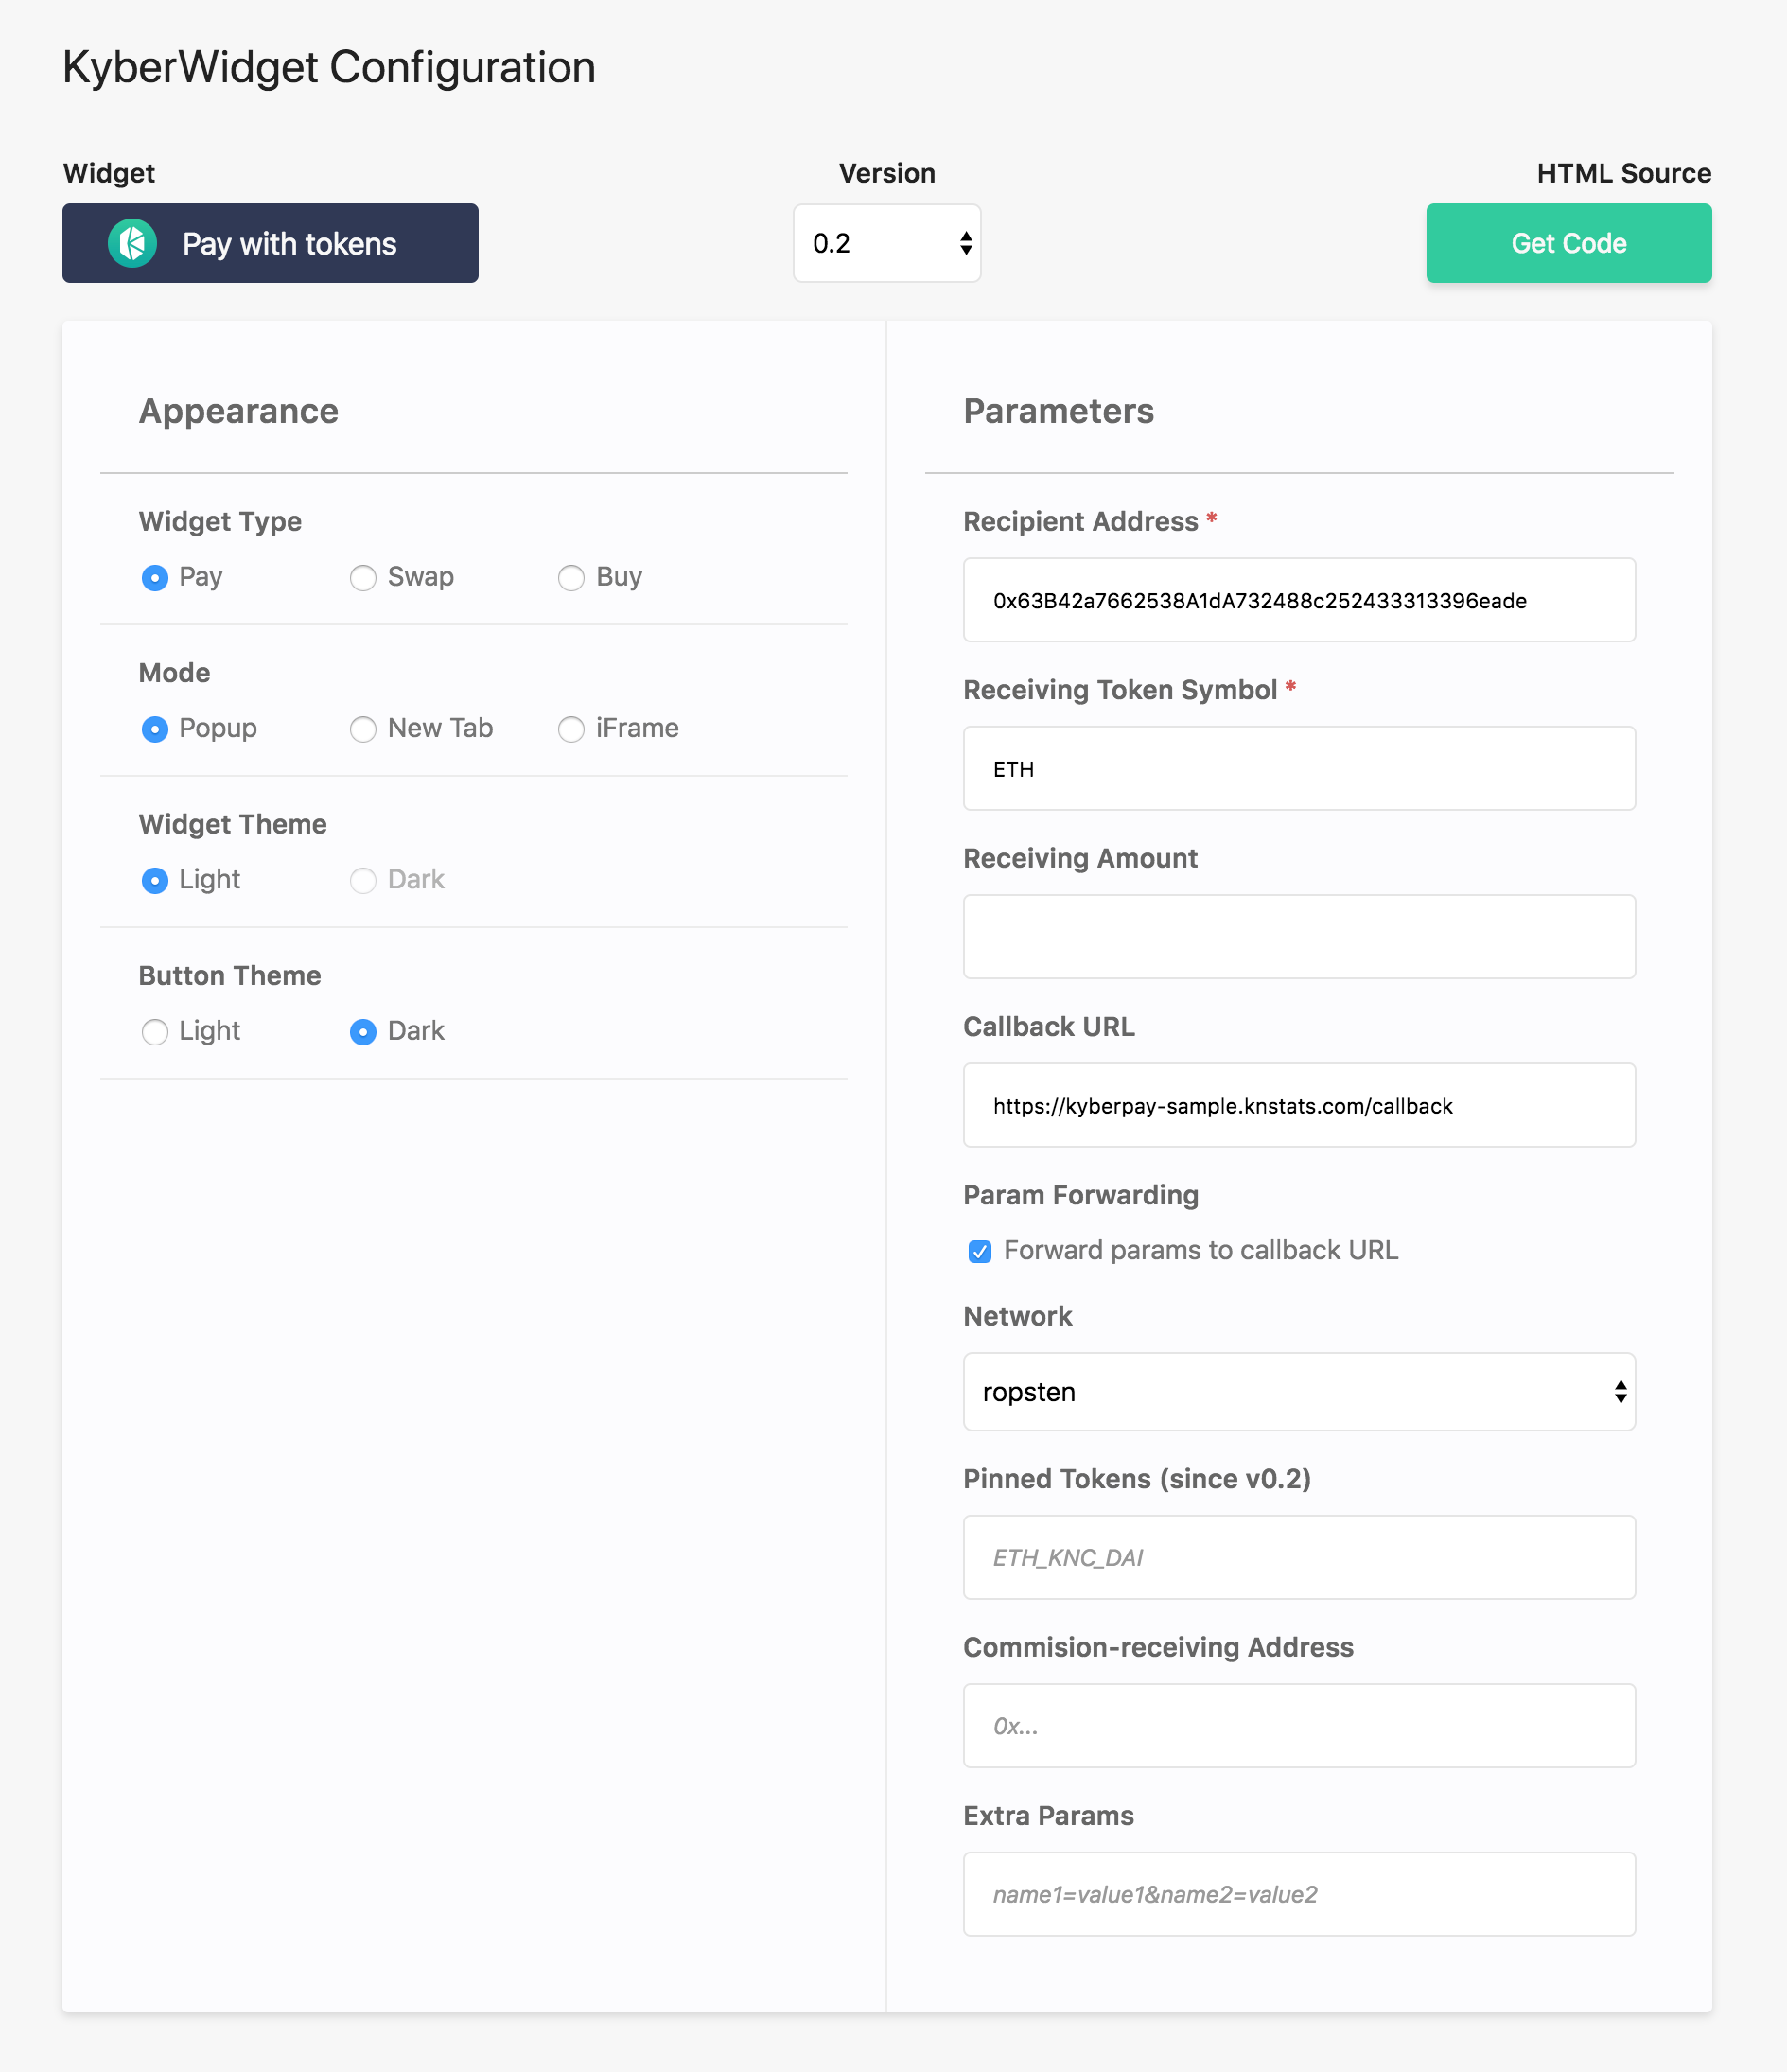 KyberWidget Configuration
Widget
Pay with tokens
Version
0.2
HTML Source
Get Code
Appearance
Widget Type
Pay Swap Buy
Mode
Popup New Tab iFrame
Widget Theme
Light Dark
Button Theme
Light Dark
Parameters
Recipient Address *
0x63B42a7662538A1dA732488c252433313396eade
Receiving Token Symbol *
ETH
Receiving Amount
Callback URL
https://kyberpay-sample.knstats.com/callback
Param Forwarding
Forward params to callback URL
Network
ropsten
Pinned Tokens (since v0.2)
ETH_KNC_DAI
Commision-receiving Address
0x...
Extra Params
name1=value1&name2=value2